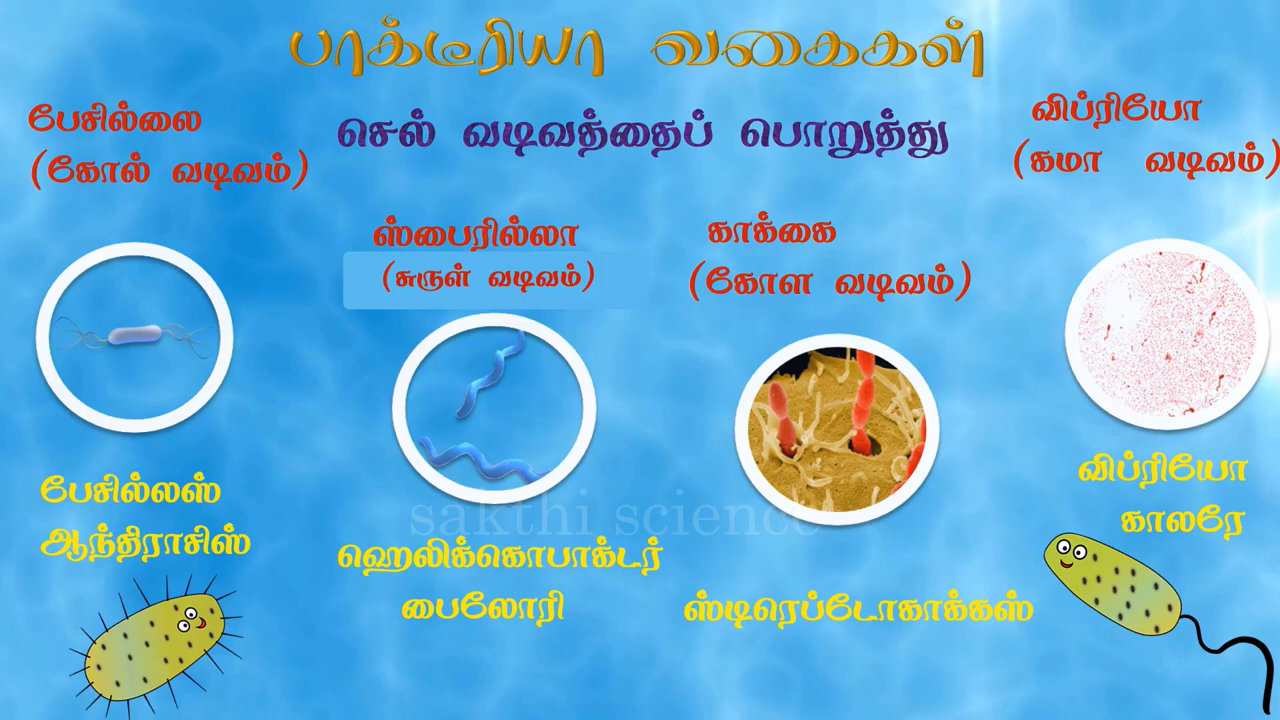 பாக்டீரியா வகைகள்
செல் வடிவத்தைப் பொறுத்து
பேசில்லை
(கோல் வடிவம்)
ஸ்பைரில்லா
(சுருள் வடிவம்)
காக்கை
(கோள வடிவம்)
விப்ரியோ
(கமா வடிவம்)
பேசில்லஸ்
ஆந்திராசிஸ்
ஹெலிக்கொபாக்டர்
பைலோரி
ஸ்டிரெப்டோகாக்கஸ்
விப்ரியோ
காலரே
sakthi science